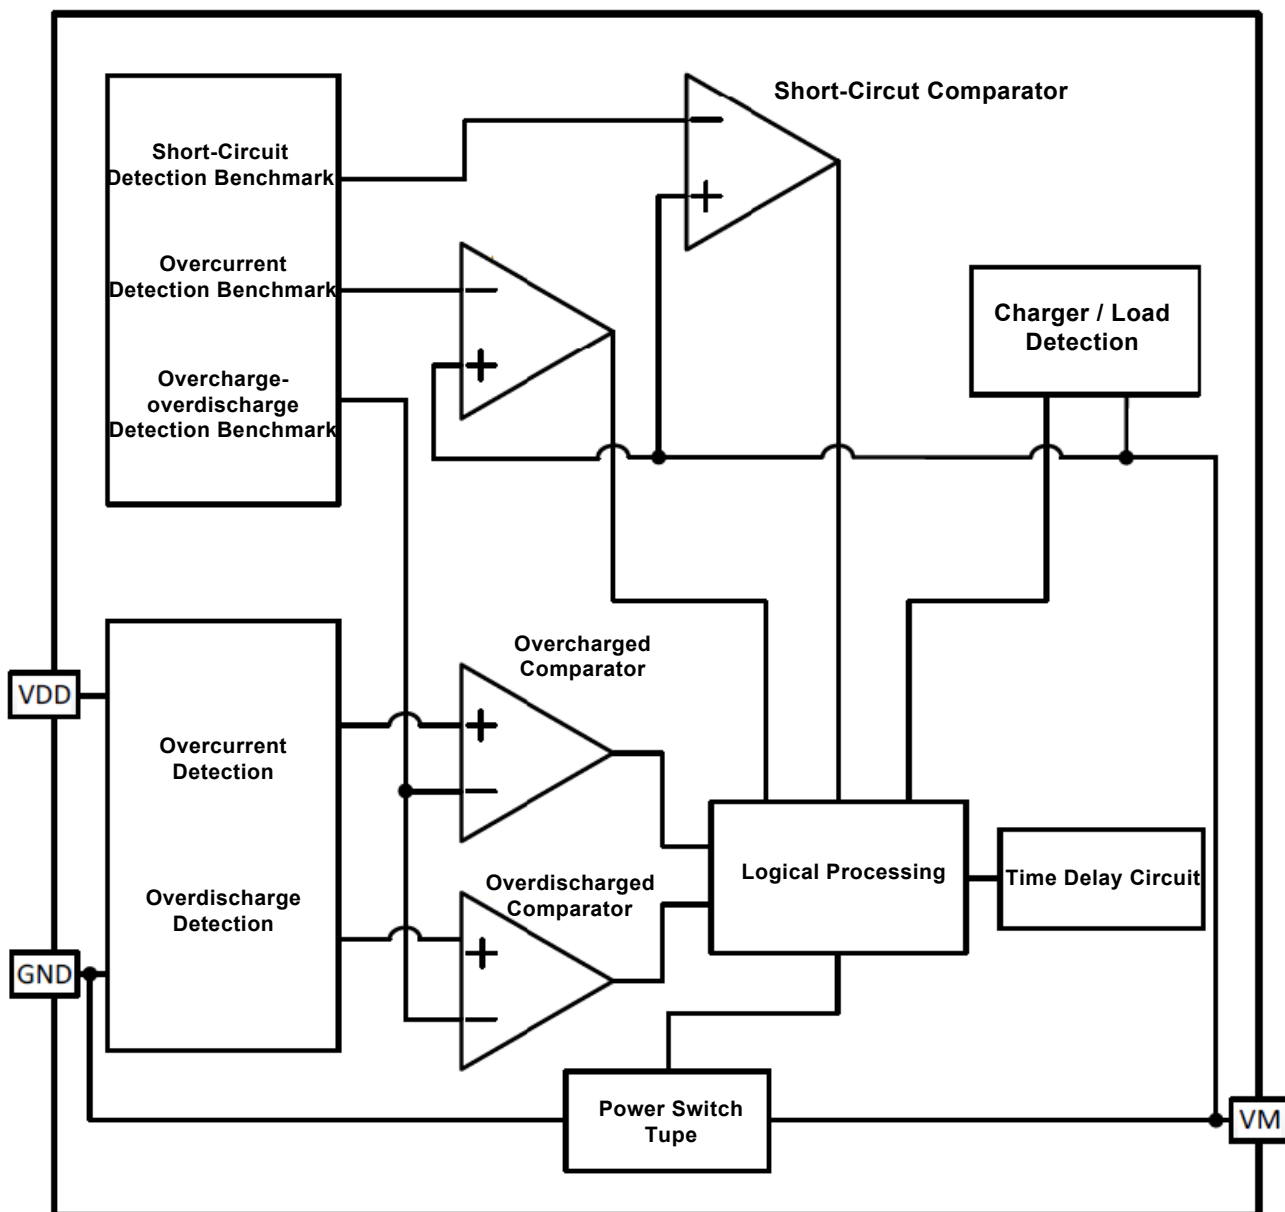 Short-Circut Comparator
Short-Circuit
Detection Benchmark
Overcurrent
Detection Benchmark
Overcharge-
overdischarge
Detection Benchmark
Charger / Load
Detection
VDD
GND
Overcurrent
Detection
Overdischarge
Detection
Overcharged
Comparator
Overdischarged
Comparator
Logical Processing
Time Delay Circuit
Power Switch
Tupe
VM